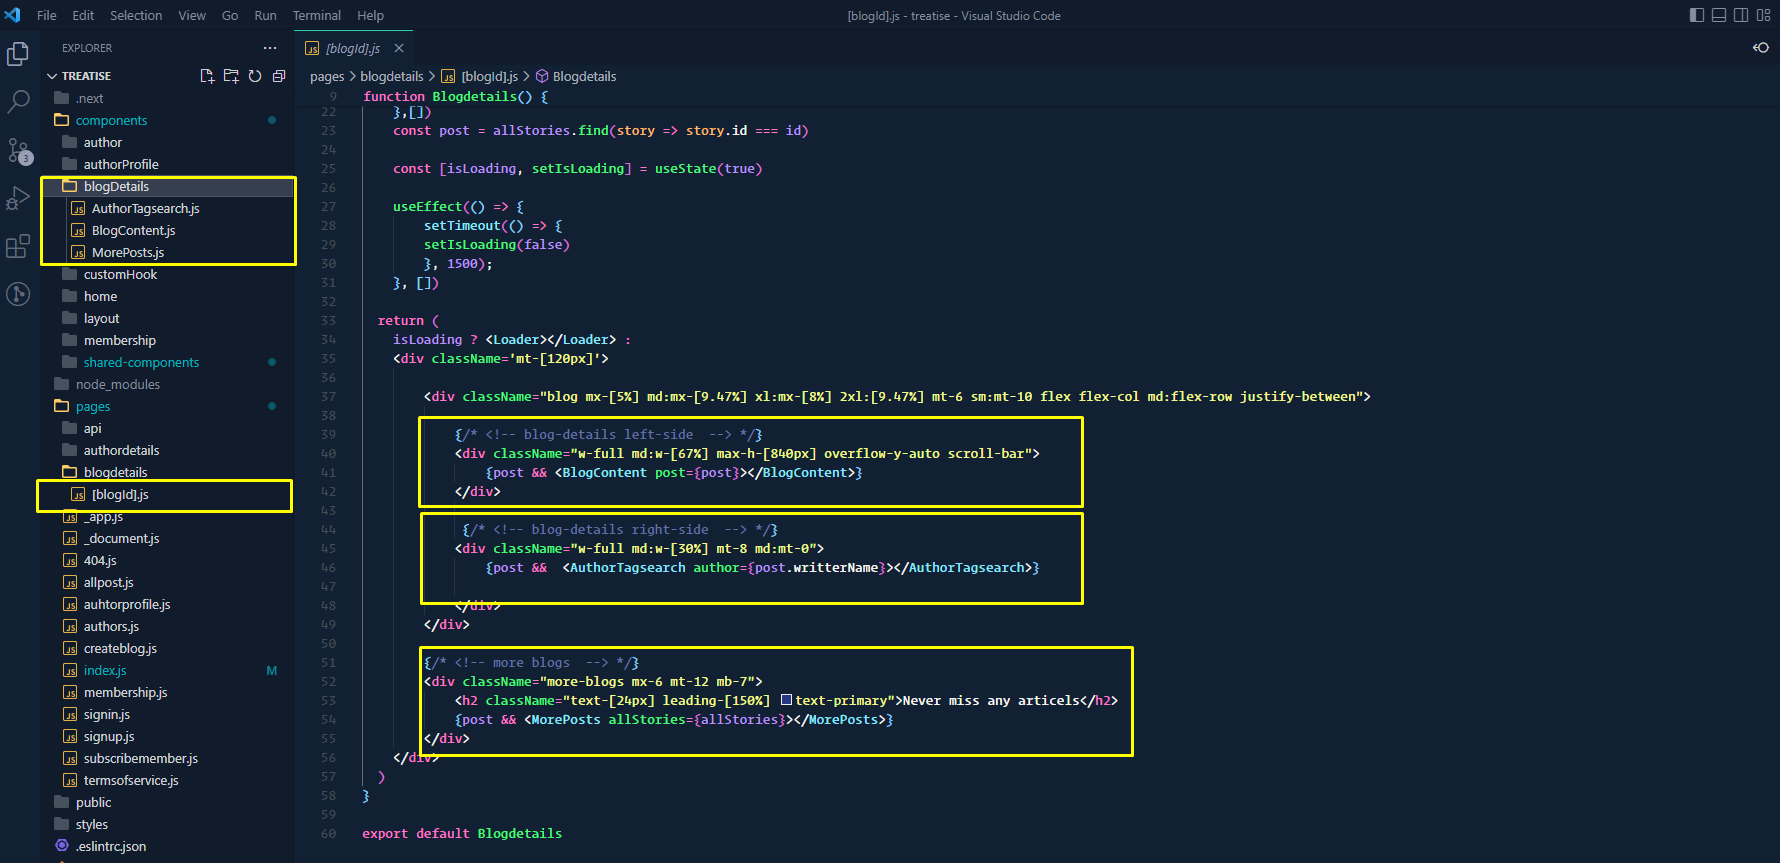 File Edit Selection View Go Run Terminal Help
[blogId].js - treatise - Visual Studio Code
EXPLORER
TREATISE
.next
components
author
authorProfile
blogDetails
AuthorTagsearch.js
BlogContent.js
MorePosts.js
customHook
home
layout
membership
shared-components
node_modules
pages
api
authordetails
blogdetails
[blogId].js
_app.js
_document.js
404.js
allpost.js
auhtorprofile.js
authors.js
createblog.js
index.js M
membership.js
signin.js
signup.js
subscribemember.js
termsofservice.js
public
styles
.eslintrc.json
3
JS [blogId].js
pages > blogdetails > JS [blogId].js > Blogdetails
9 function Blogdetails() {
22 },[])
23 const post = allStories.find(story => story.id === id)
24
25 const [isLoading, setIsLoading] = useState(true)
26
27 useEffect(() => {
28 setTimeout(() => {
29 setIsLoading(false)
30 }, 1500);
31 }, [])
32
33 return (
34 isLoading ? <Loader></Loader> :
35 <div className='mt-[120px]'>
36
37 <div className="blog mx-[5%] md:mx-[9.47%] xl:mx-[8%] 2xl:[9.47%] mt-6 sm:mt-10 flex flex-col md:flex-row justify-between">
38
39 {/* <!-- blog-details left-side --> */}
40 <div className="w-full md:w-[67%] max-h-[840px] overflow-y-auto scroll-bar">
41 {post && <BlogContent post={post}></BlogContent>}
42 </div>
43
44 {/* <!-- blog-details right-side --> */}
45 <div className="w-full md:w-[30%] mt-8 md:mt-0">
46 {post && <AuthorTagsearch author={post.writterName}></AuthorTagsearch>}
47
48 </div>
49 </div>
50
51 {/* <!-- more blogs --> */}
52 <div className="more-blogs mx-6 mt-12 mb-7">
53 <h2 className="text-[24px] leading-[150%] text-primary">Never miss any articels</h2>
54 {post && <MorePosts allStories={allStories}></MorePosts>}
55 </div>
56 </div>
57 )
58 }
59
60 export default Blogdetails